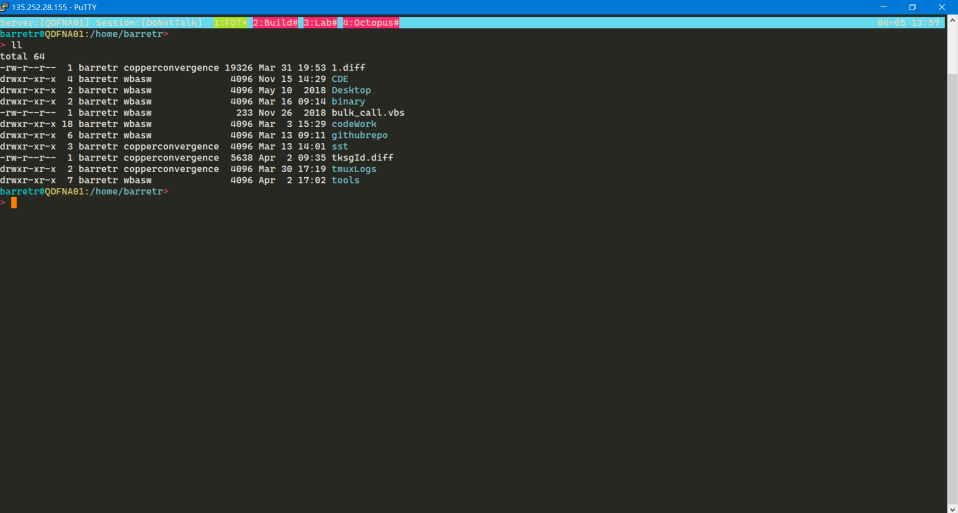 135.252.28.155 - PuTTY
Server:[QDFNA01] Session:[DoNotTalk] 1:FDT* 2:Build# 3:Lab# 4:Octopus# 04-05 13:57
barretr@QDFNA01:/home/barretr>
> ll
total 64
-rw-r--r-- 1 barretr copperconvergence 19326 Mar 31 19:53 1.diff
drwxr-xr-x 4 barretr wbasw 4096 Nov 15 14:29 CDE
drwxr-xr-x 2 barretr wbasw 4096 May 10 2018 Desktop
drwxr-xr-x 2 barretr wbasw 4096 Mar 16 09:14 binary
-rw-r--r-- 1 barretr wbasw 233 Nov 26 2018 bulk_call.vbs
drwxr-xr-x 18 barretr wbasw 4096 Mar 3 15:29 codeWork
drwxr-xr-x 6 barretr wbasw 4096 Mar 13 09:11 githubrepo
drwxr-xr-x 3 barretr copperconvergence 4096 Mar 13 14:01 sst
-rw-r--r-- 1 barretr copperconvergence 5638 Apr 2 09:35 tksgId.diff
drwxr-xr-x 2 barretr copperconvergence 4096 Mar 30 17:19 tmuxLogs
drwxr-xr-x 7 barretr wbasw 4096 Apr 2 17:02 tools
barretr@QDFNA01:/home/barretr>
>